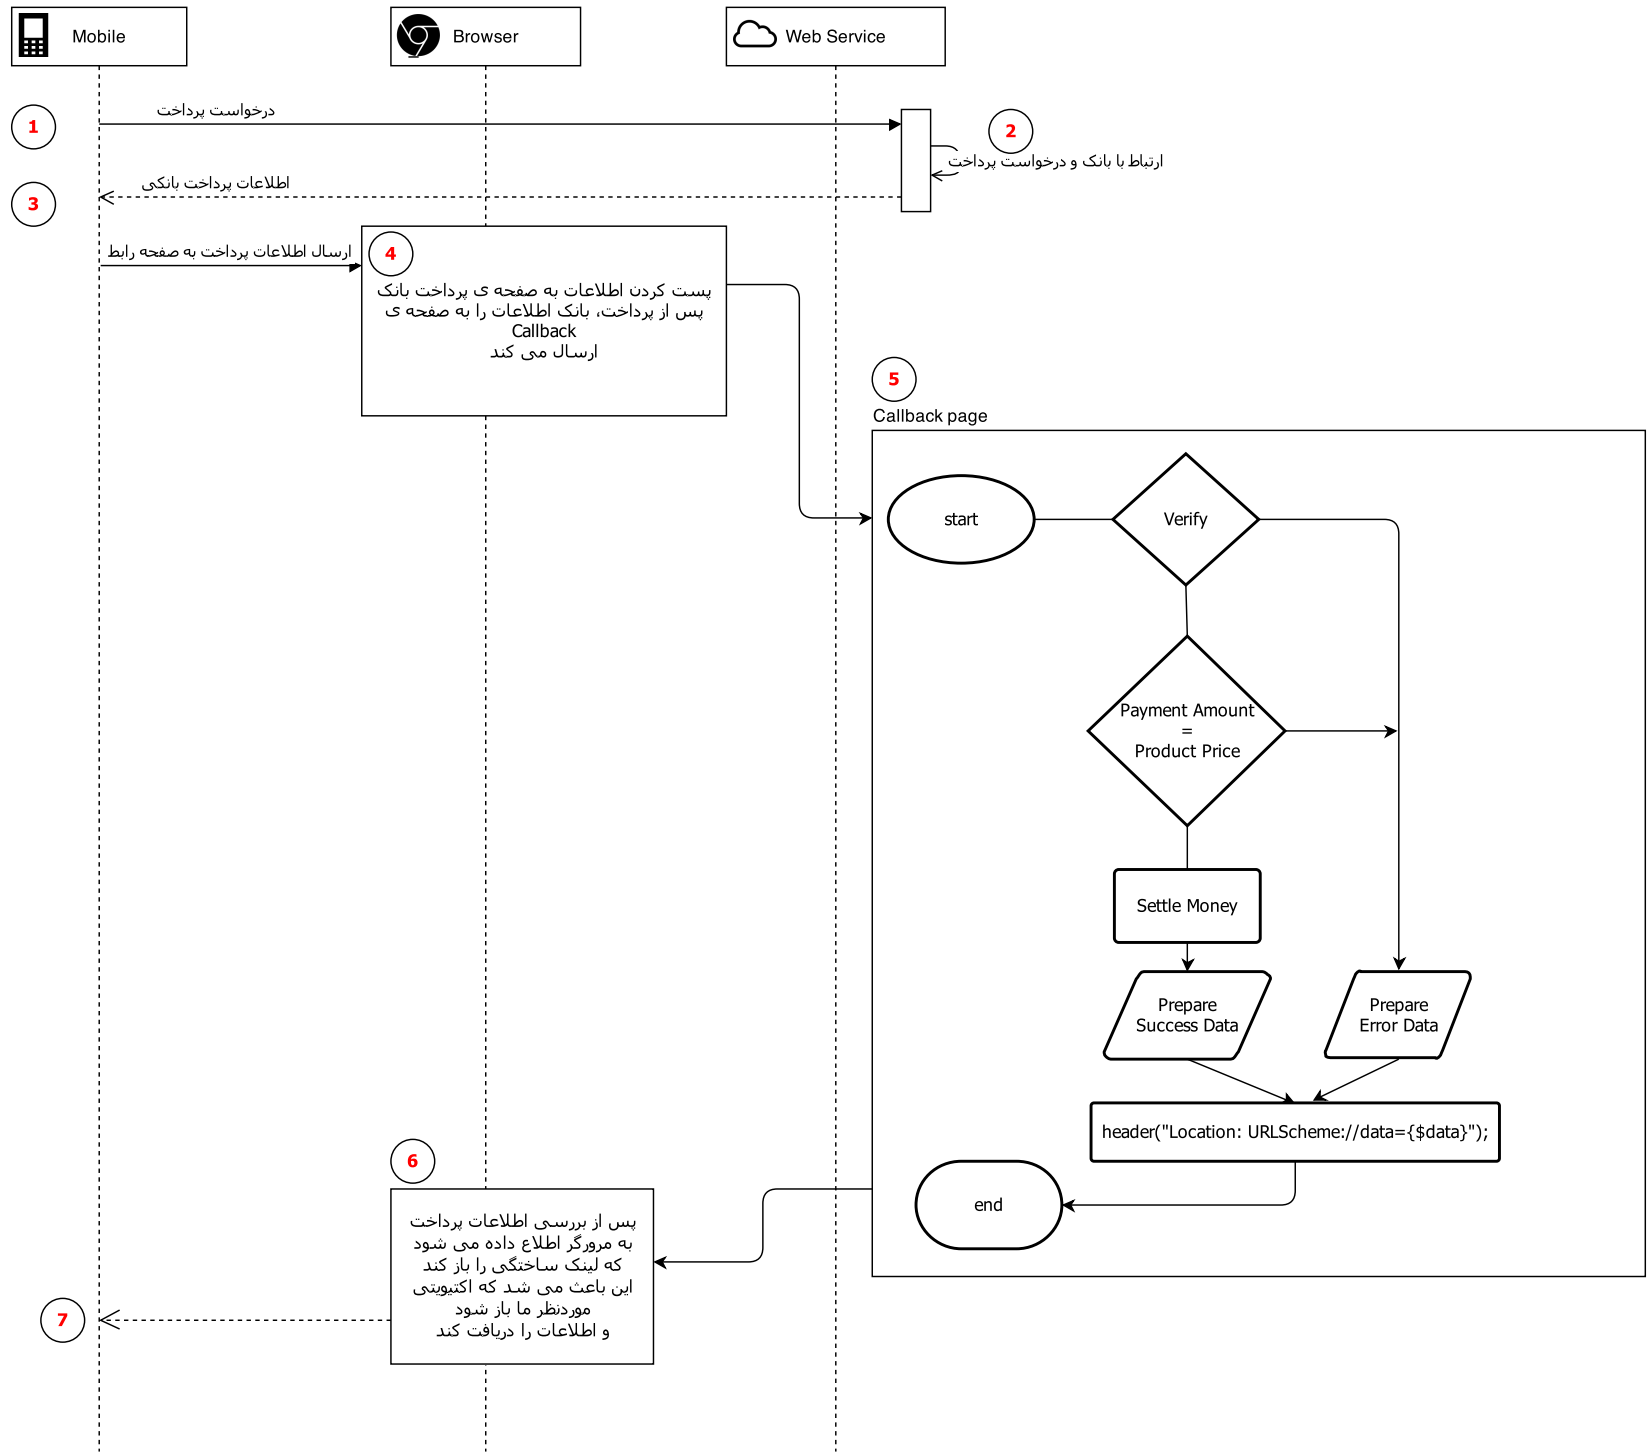 Mobile
Browser
Web Service
1
درخواست پرداخت
2
ارتباط با بانک و درخواست پرداخت
3
اطلاعات پرداخت بانکی
ارسال اطلاعات پرداخت به صفحه رابط
4
پست کردن اطلاعات به صفحه ی پرداخت بانک
پس از پرداخت، بانک اطلاعات را به صفحه ی
Callback
ارسال می کند
5
Callback page
start
Verify
Payment Amount
=
Product Price
Settle Money
Prepare
Success Data
Prepare
Error Data
header("Location: URLScheme://data={$data}");
end
6
پس از بررسی اطلاعات پرداخت
به مرورگر اطلاع داده می شود
که لینک ساختگی را باز کند
این باعث می شد که اکتیویتی
موردنظر ما باز شود
و اطلاعات را دریافت کند
7